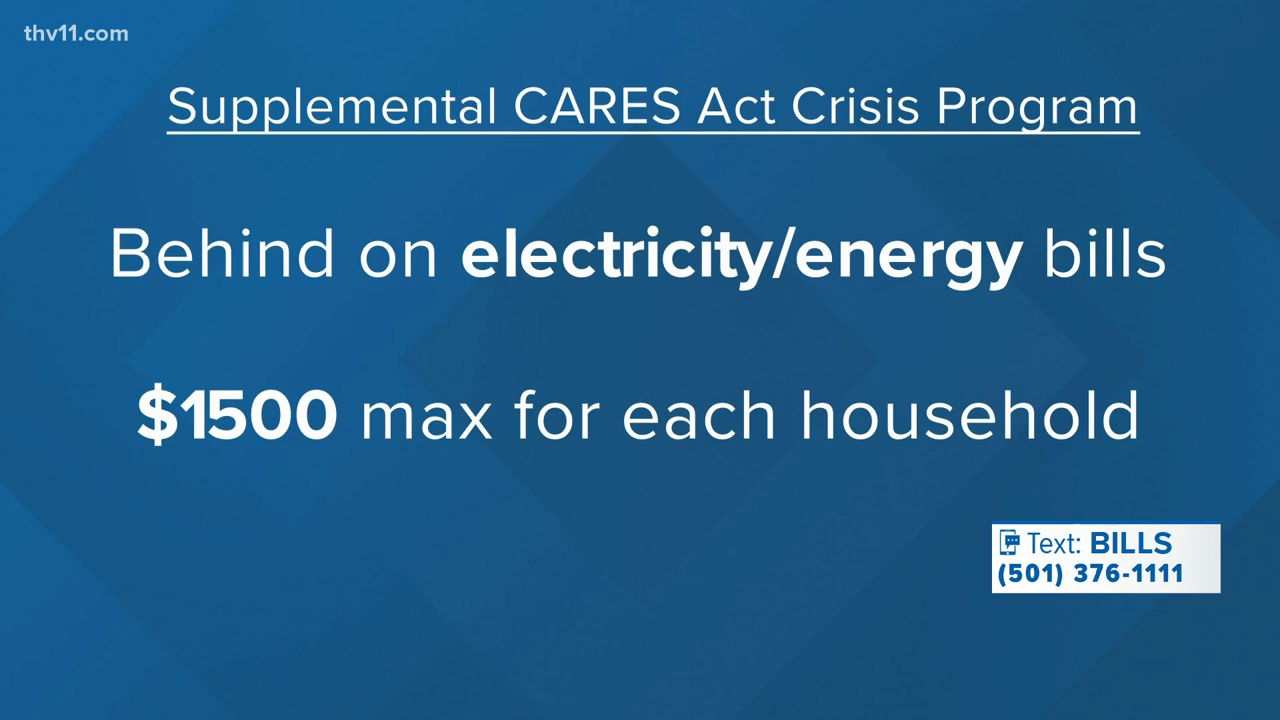 thv11.com
Supplemental CARES Act Crisis Program
Behind on electricity/energy bills
$1500 max for each household
Text: BILLS
(501) 376-1111